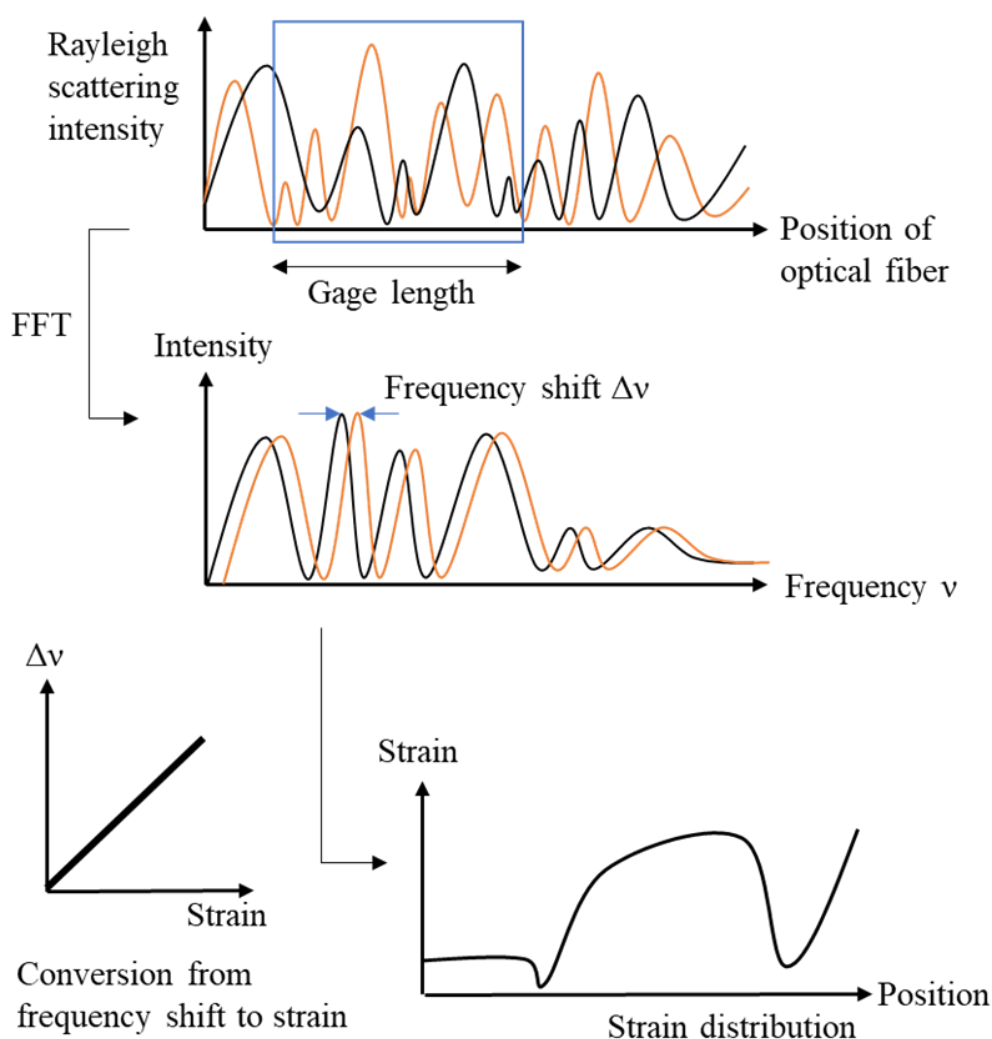 Rayleigh
scattering
intensity
Position of
optical fiber
Gage length
FFT
Intensity
Frequency shift Δν
Frequency ν
Δν
Strain
Conversion from
frequency shift to strain
Strain
Position
Strain distribution